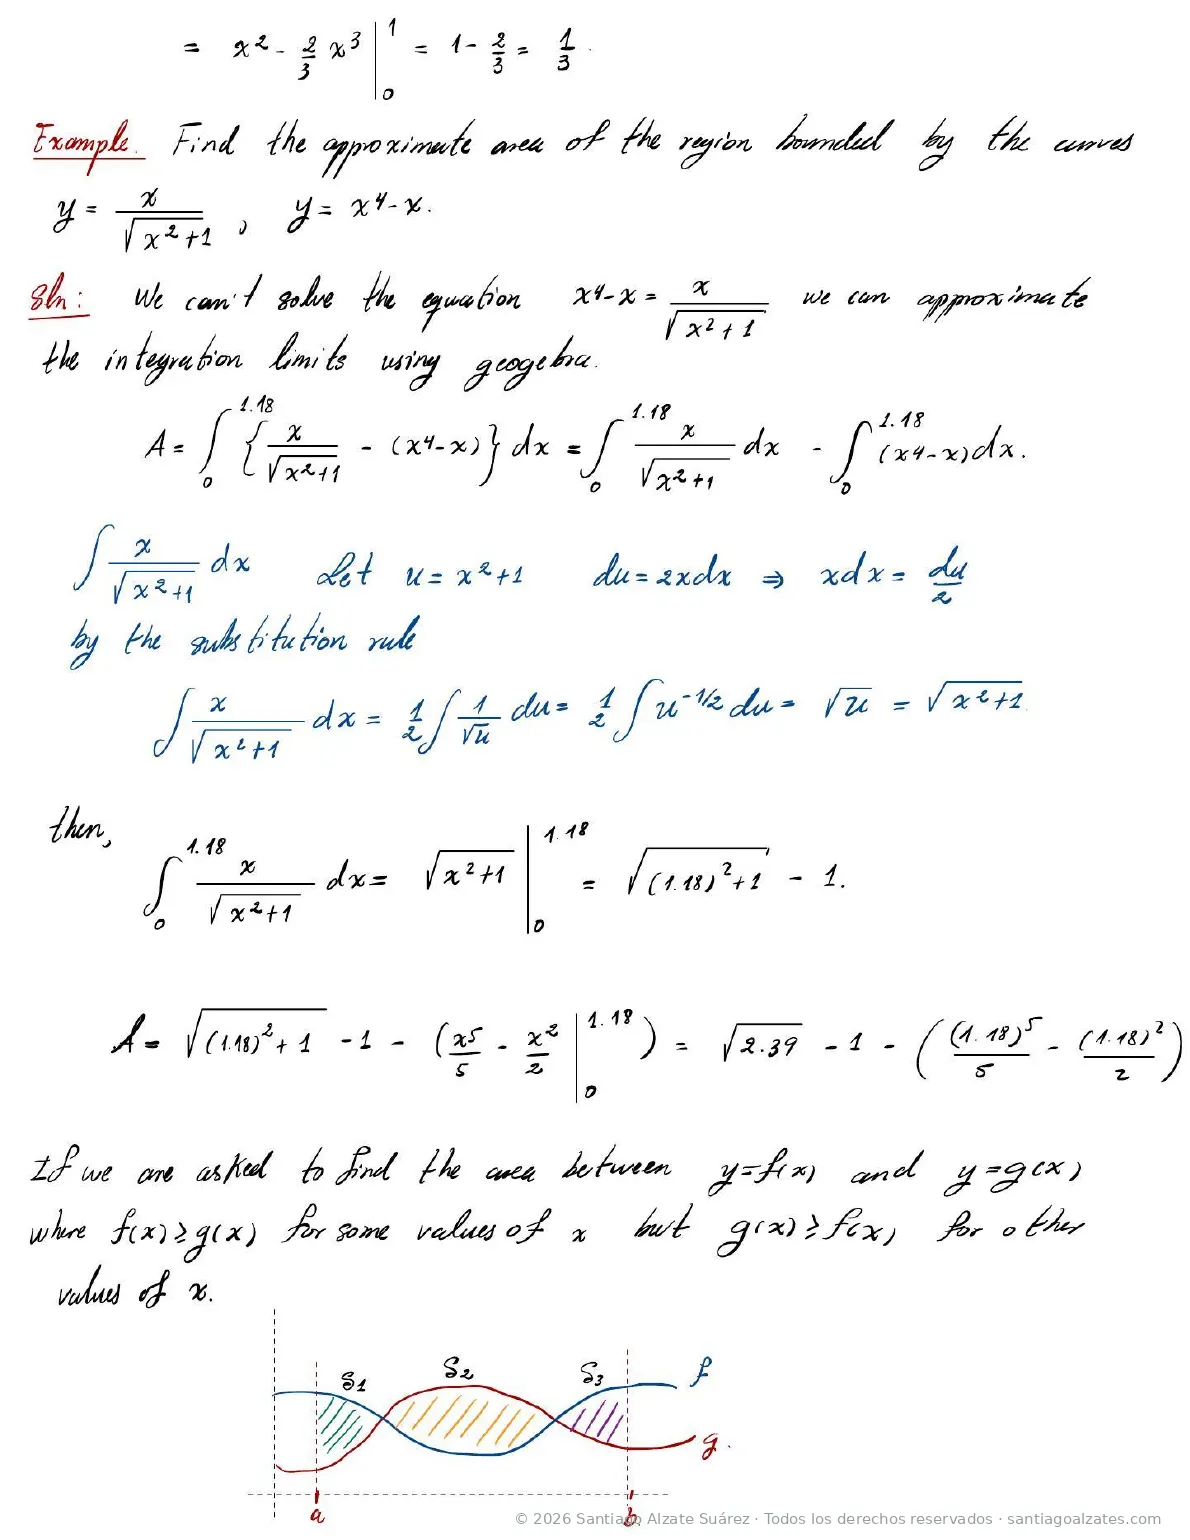 = x² - 2/3 x³ |₀¹ = 1 - 2/3 = 1/3.
Example. Find the approximate area of the region bounded by the curves
y = x/√(x²+1), y = x⁴-x.
Sln: We can't solve the equation x⁴-x = x/√(x²+1) we can approximate
the integration limits using geogebra.
A = ∫₀^1.18 {x/√(x²+1) - (x⁴-x)} dx = ∫₀^1.18 x/√(x²+1) dx - ∫₀^1.18 (x⁴-x)dx.
∫ x/√(x²+1) dx Let u = x²+1 du = 2xdx ⇒ xdx = du/2
by the substitution rule
∫ x/√(x²+1) dx = 1/2 ∫ 1/√u du = 1/2 ∫ u^(-1/2) du = √u = √(x²+1).
then,
∫₀^1.18 x/√(x²+1) dx = √(x²+1) |₀^1.18 = √((1.18)²+1) - 1.
A = √((1.18)²+1) - 1 - (x⁵/5 - x²/2 |₀^1.18) = √2.39 - 1 - ((1.18)⁵/5 - (1.18)²/2)
If we are asked to find the area between y=f(x) and y=g(x)
where f(x)≥g(x) for some values of x but g(x)≥f(x) for other
values of x.
S₁ S₂ S₃ f
g.
a b
© 2026 Santiago Alzate Suárez · Todos los derechos reservados · santiagoalzates.com